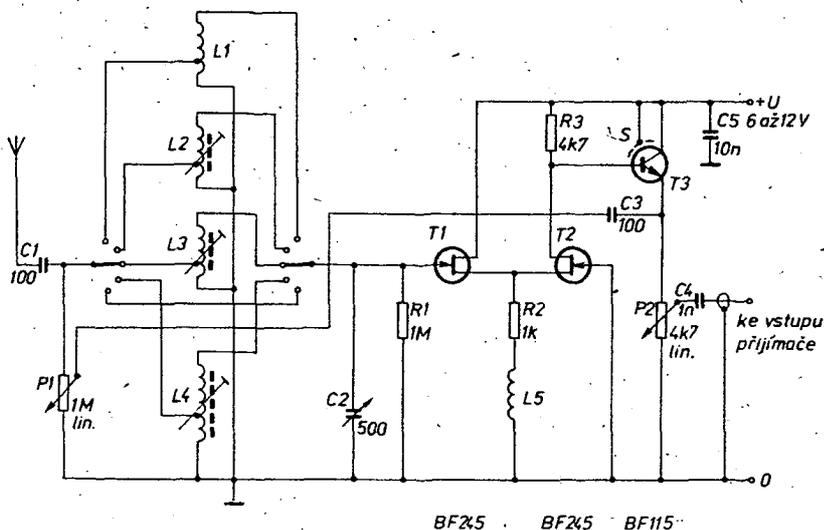 L1
L2
L3
L4
C1
100
P1
1M
lin.
C2
500
R1
1M
T1
T2
R2
1k
L5
R3
4k7
S
T3
C3
100
+U
C5 6 až 12V
10n
P2
4k7
lin.
C4
1n
ke vstupu
přijímače
0
BF245 BF245 BF115